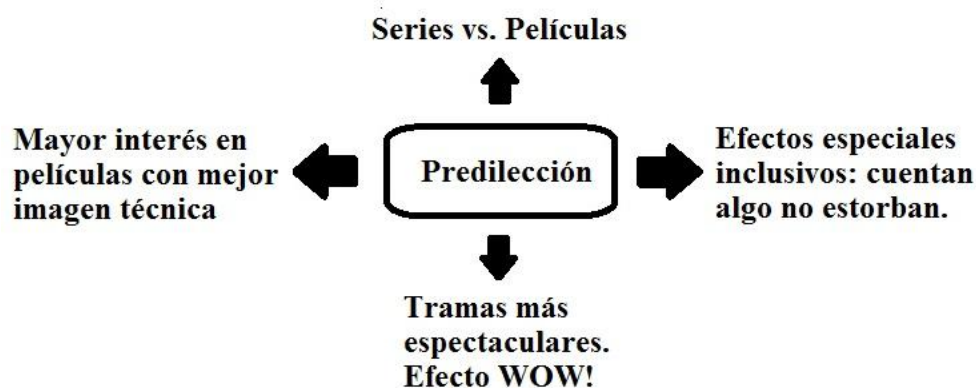 Series vs. Películas
Mayor interés en
películas con mejor
imagen técnica
Predilección
Efectos especiales
inclusivos: cuentan
algo no estorban.
Tramas más
espectaculares.
Efecto WOW!